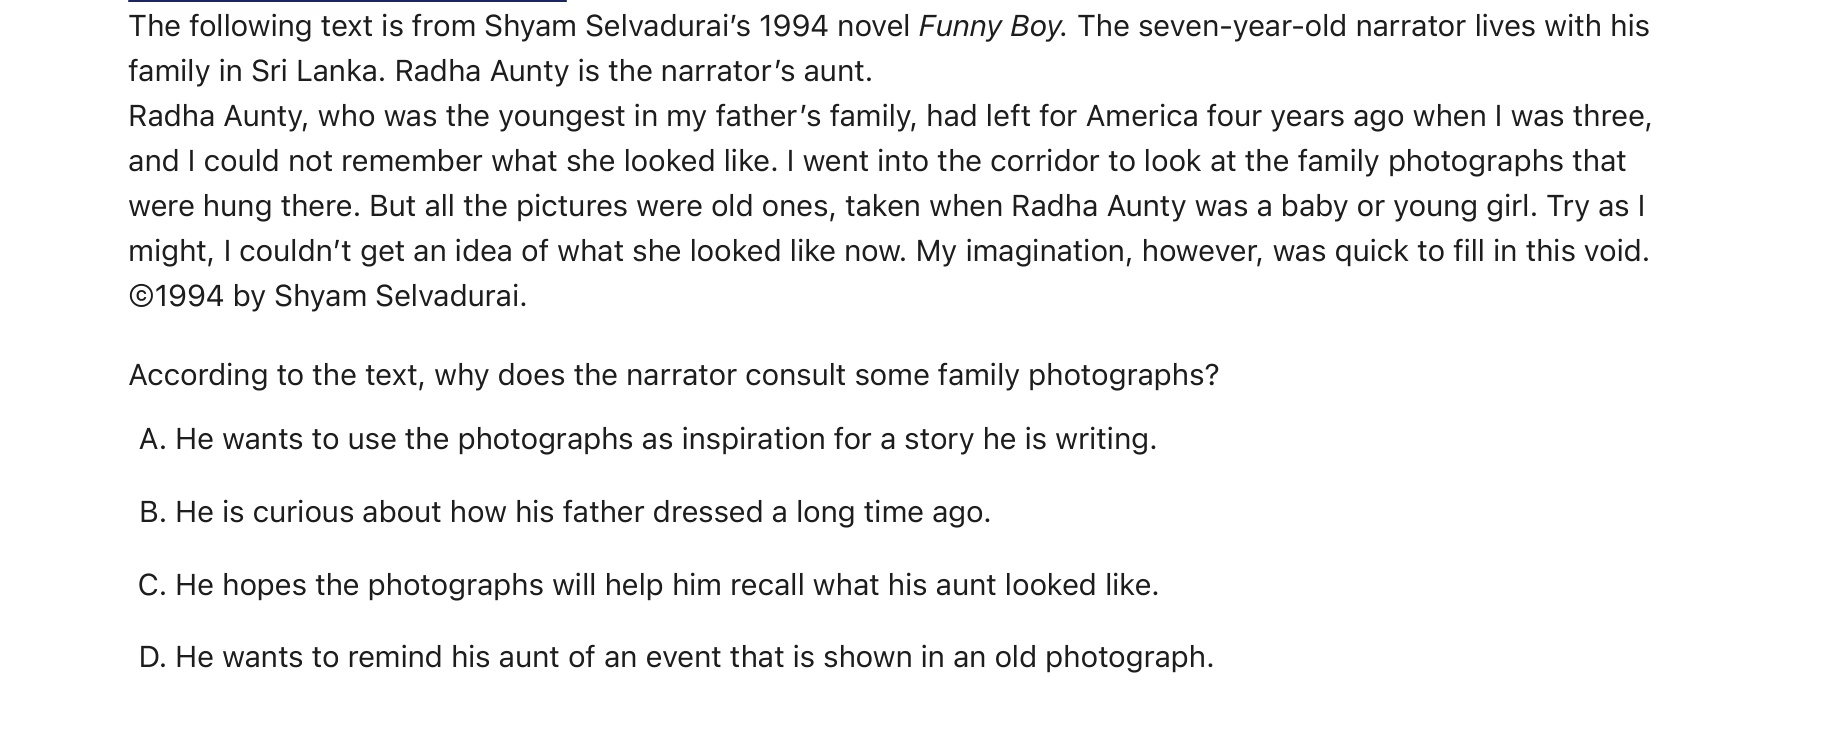 The following text is from Shyam Selvadurai’s 1994 novel Funny Boy. The seven-year-old narrator lives with his
family in Sri Lanka. Radha Aunty is the narrator’s aunt.
Radha Aunty, who was the youngest in my father’s family, had left for America four years ago when I was three,
and I could not remember what she looked like. I went into the corridor to look at the family photographs that
were hung there. But all the pictures were old ones, taken when Radha Aunty was a baby or young girl. Try as I
might, I couldn’t get an idea of what she looked like now. My imagination, however, was quick to fill in this void.
©1994 by Shyam Selvadurai.
According to the text, why does the narrator consult some family photographs?
A. He wants to use the photographs as inspiration for a story he is writing.
B. He is curious about how his father dressed a long time ago.
C. He hopes the photographs will help him recall what his aunt looked like.
D. He wants to remind his aunt of an event that is shown in an old photograph.